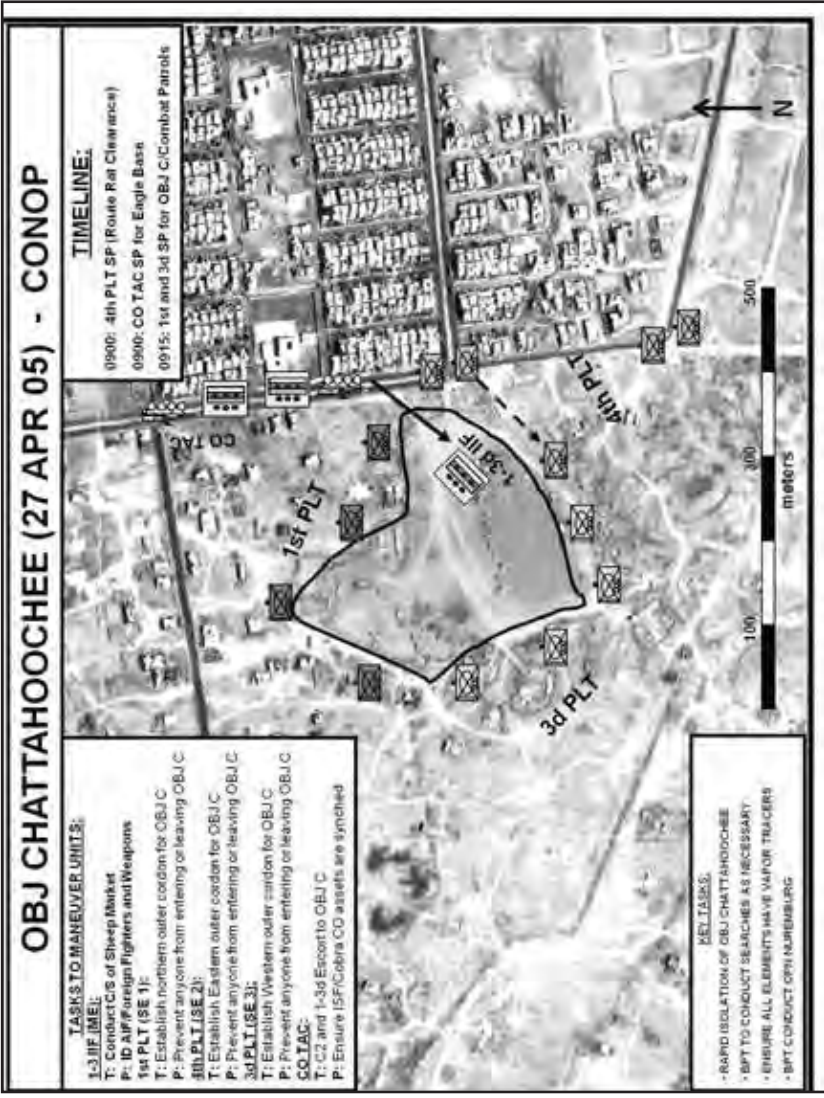 OBJ CHATTAHOOCHEE (27 APR 05) - CONOP
TASKS TO MANEUVER UNITS:
1-3 IIF (ME):
T: Conduct C/S of Sheep Market
P: ID AIF/Foreign Fighters and Weapons
1st PLT (SE 1):
T: Establish northern outer cordon for OBJ C
P: Prevent anyone from entering or leaving OBJ C
4th PLT (SE 2):
T: Establish Eastern outer cordon for OBJ C
P: Prevent anyone from entering or leaving OBJ C
3d PLT (SE 3):
T: Establish Western outer cordon for OBJ C
P: Prevent anyone from entering or leaving OBJ C
CO TAC:
T: C2 and 1-3d Escort to OBJ C
P: Ensure ISF/Cobra CO assets are synched
TIMELINE:
0900: 4th PLT SP (Route Rat Clearance)
0900: CO TAC SP for Eagle Base
0915: 1st and 3d SP for OBJ C/Combat Patrols
CO TAC
1st PLT
1-3d IIF
4th PLT
3d PLT
KEY TASKS:
- RAPID ISOLATION OF OBJ CHATTAHOOCHEE
- BPT TO CONDUCT SEARCHES AS NECESSARY
- ENSURE ALL ELEMENTS HAVE VAPOR TRACERS
- BPT CONDUCT OPN NUREMBURG
100
300
500
meters
N